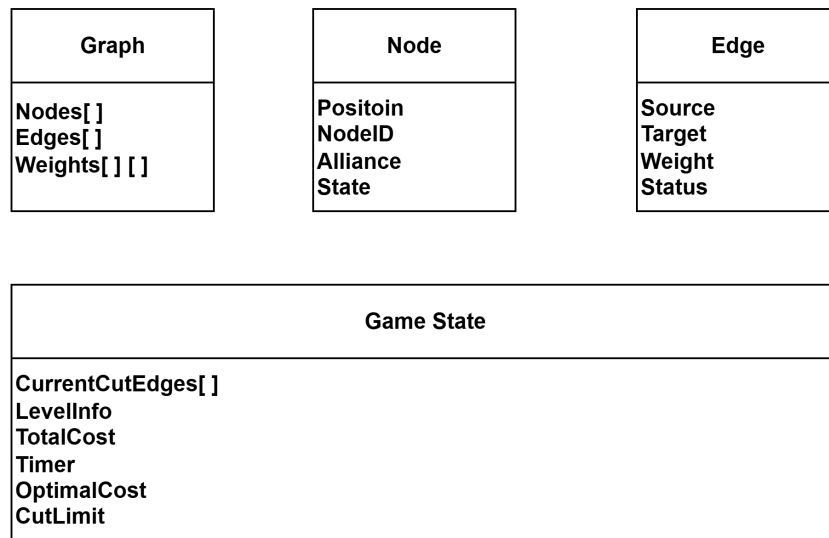 Graph
Nodes[ ]
Edges[ ]
Weights[ ] [ ]
Node
Positoin
NodeID
Alliance
State
Edge
Source
Target
Weight
Status
Game State
CurrentCutEdges[ ]
LevelInfo
TotalCost
Timer
OptimalCost
CutLimit